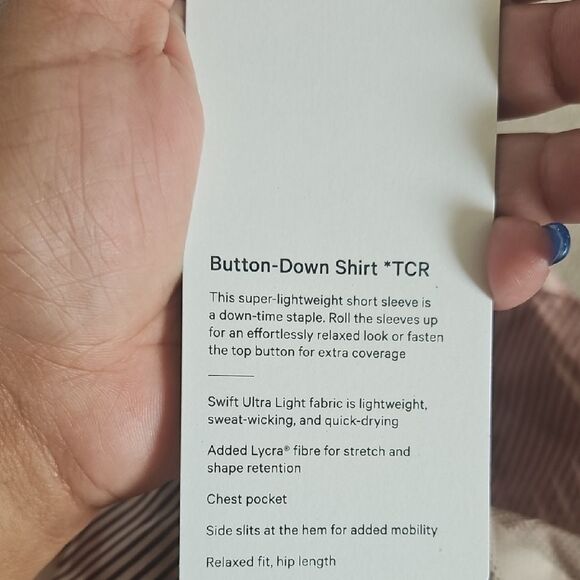 Button-Down Shirt *TCR
This super-lightweight short sleeve is
a down-time staple. Roll the sleeves up
for an effortlessly relaxed look or fasten
the top button for extra coverage
Swift Ultra Light fabric is lightweight,
sweat-wicking, and quick-drying
Added Lycra® fibre for stretch and
shape retention
Chest pocket
Side slits at the hem for added mobility
Relaxed fit, hip length